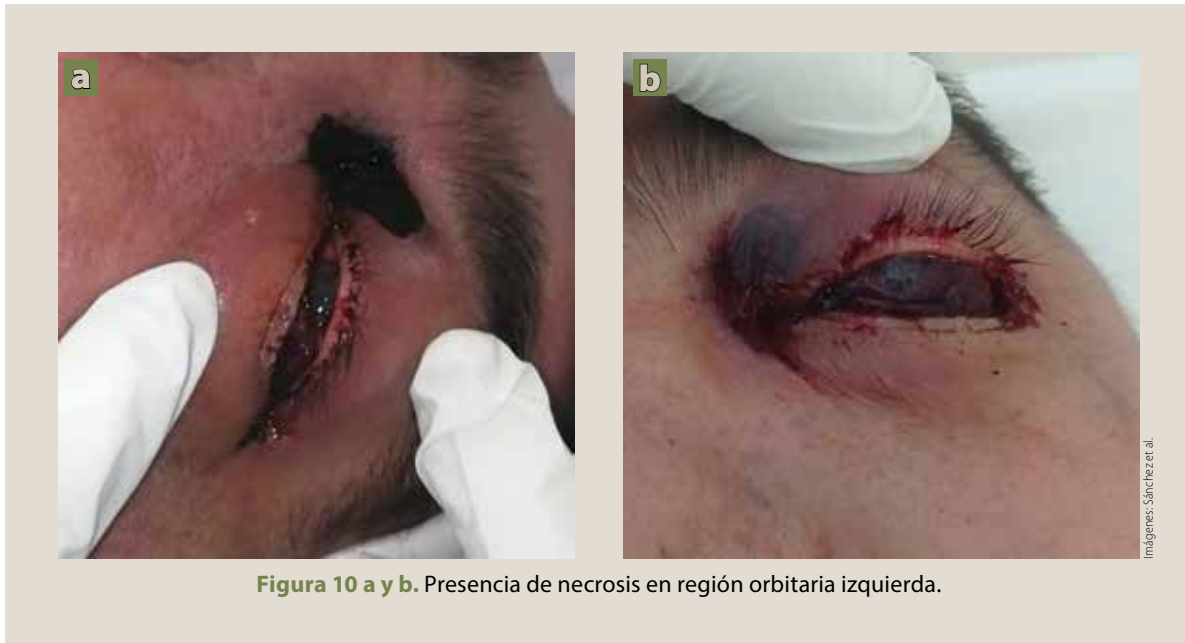 a
b
Imágenes: Sánchez et al.
Figura 10 a y b. Presencia de necrosis en región orbitaria izquierda.